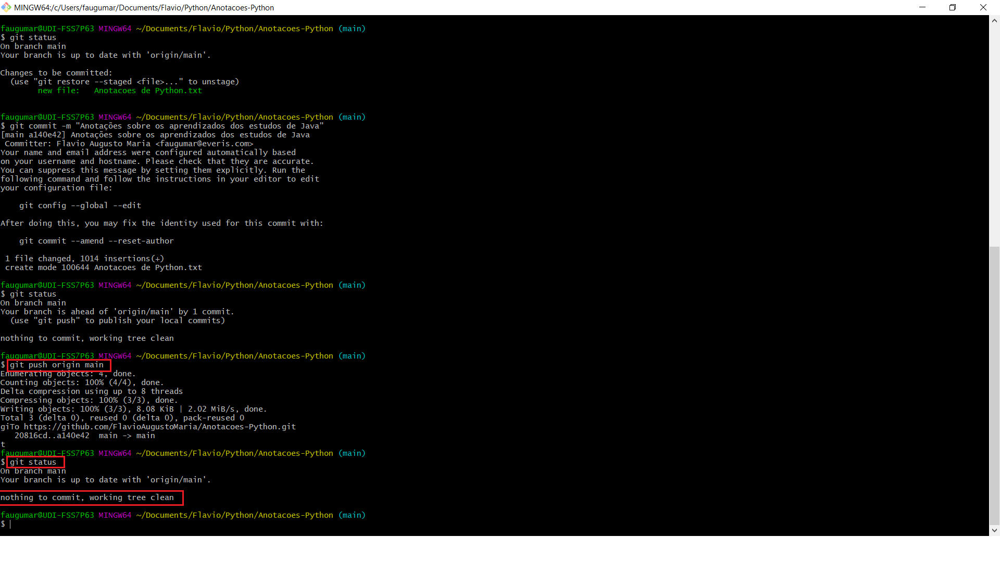 MINGW64:/c/Users/faugumar/Documents/Flavio/Python/Anotacoes-Python
faugumar@UDI-FSS7P63 MINGW64 ~/Documents/Flavio/Python/Anotacoes-Python (main)
$ git status
On branch main
Your branch is up to date with 'origin/main'.
Changes to be committed:
  (use "git restore --staged <file>..." to unstage)
        new file:   Anotacoes de Python.txt
faugumar@UDI-FSS7P63 MINGW64 ~/Documents/Flavio/Python/Anotacoes-Python (main)
$ git commit -m "Anotações sobre os aprendizados dos estudos de Java"
[main a140e42] Anotações sobre os aprendizados dos estudos de Java
 Committer: Flavio Augusto Maria <faugumar@everis.com>
Your name and email address were configured automatically based
on your username and hostname. Please check that they are accurate.
You can suppress this message by setting them explicitly. Run the
following command and follow the instructions in your editor to edit
your configuration file:
    git config --global --edit
After doing this, you may fix the identity used for this commit with:
    git commit --amend --reset-author
 1 file changed, 1014 insertions(+)
 create mode 100644 Anotacoes de Python.txt
faugumar@UDI-FSS7P63 MINGW64 ~/Documents/Flavio/Python/Anotacoes-Python (main)
$ git status
On branch main
Your branch is ahead of 'origin/main' by 1 commit.
  (use "git push" to publish your local commits)
nothing to commit, working tree clean
faugumar@UDI-FSS7P63 MINGW64 ~/Documents/Flavio/Python/Anotacoes-Python (main)
$ git push origin main
Enumerating objects: 4, done.
Counting objects: 100% (4/4), done.
Delta compression using up to 8 threads
Compressing objects: 100% (3/3), done.
Writing objects: 100% (3/3), 8.08 KiB | 2.02 MiB/s, done.
Total 3 (delta 0), reused 0 (delta 0), pack-reused 0
giTo https://github.com/FlavioAugustoMaria/Anotacoes-Python.git
   20816cd..a140e42  main -> main
t
faugumar@UDI-FSS7P63 MINGW64 ~/Documents/Flavio/Python/Anotacoes-Python (main)
$ git status
On branch main
Your branch is up to date with 'origin/main'.
nothing to commit, working tree clean
faugumar@UDI-FSS7P63 MINGW64 ~/Documents/Flavio/Python/Anotacoes-Python (main)
$